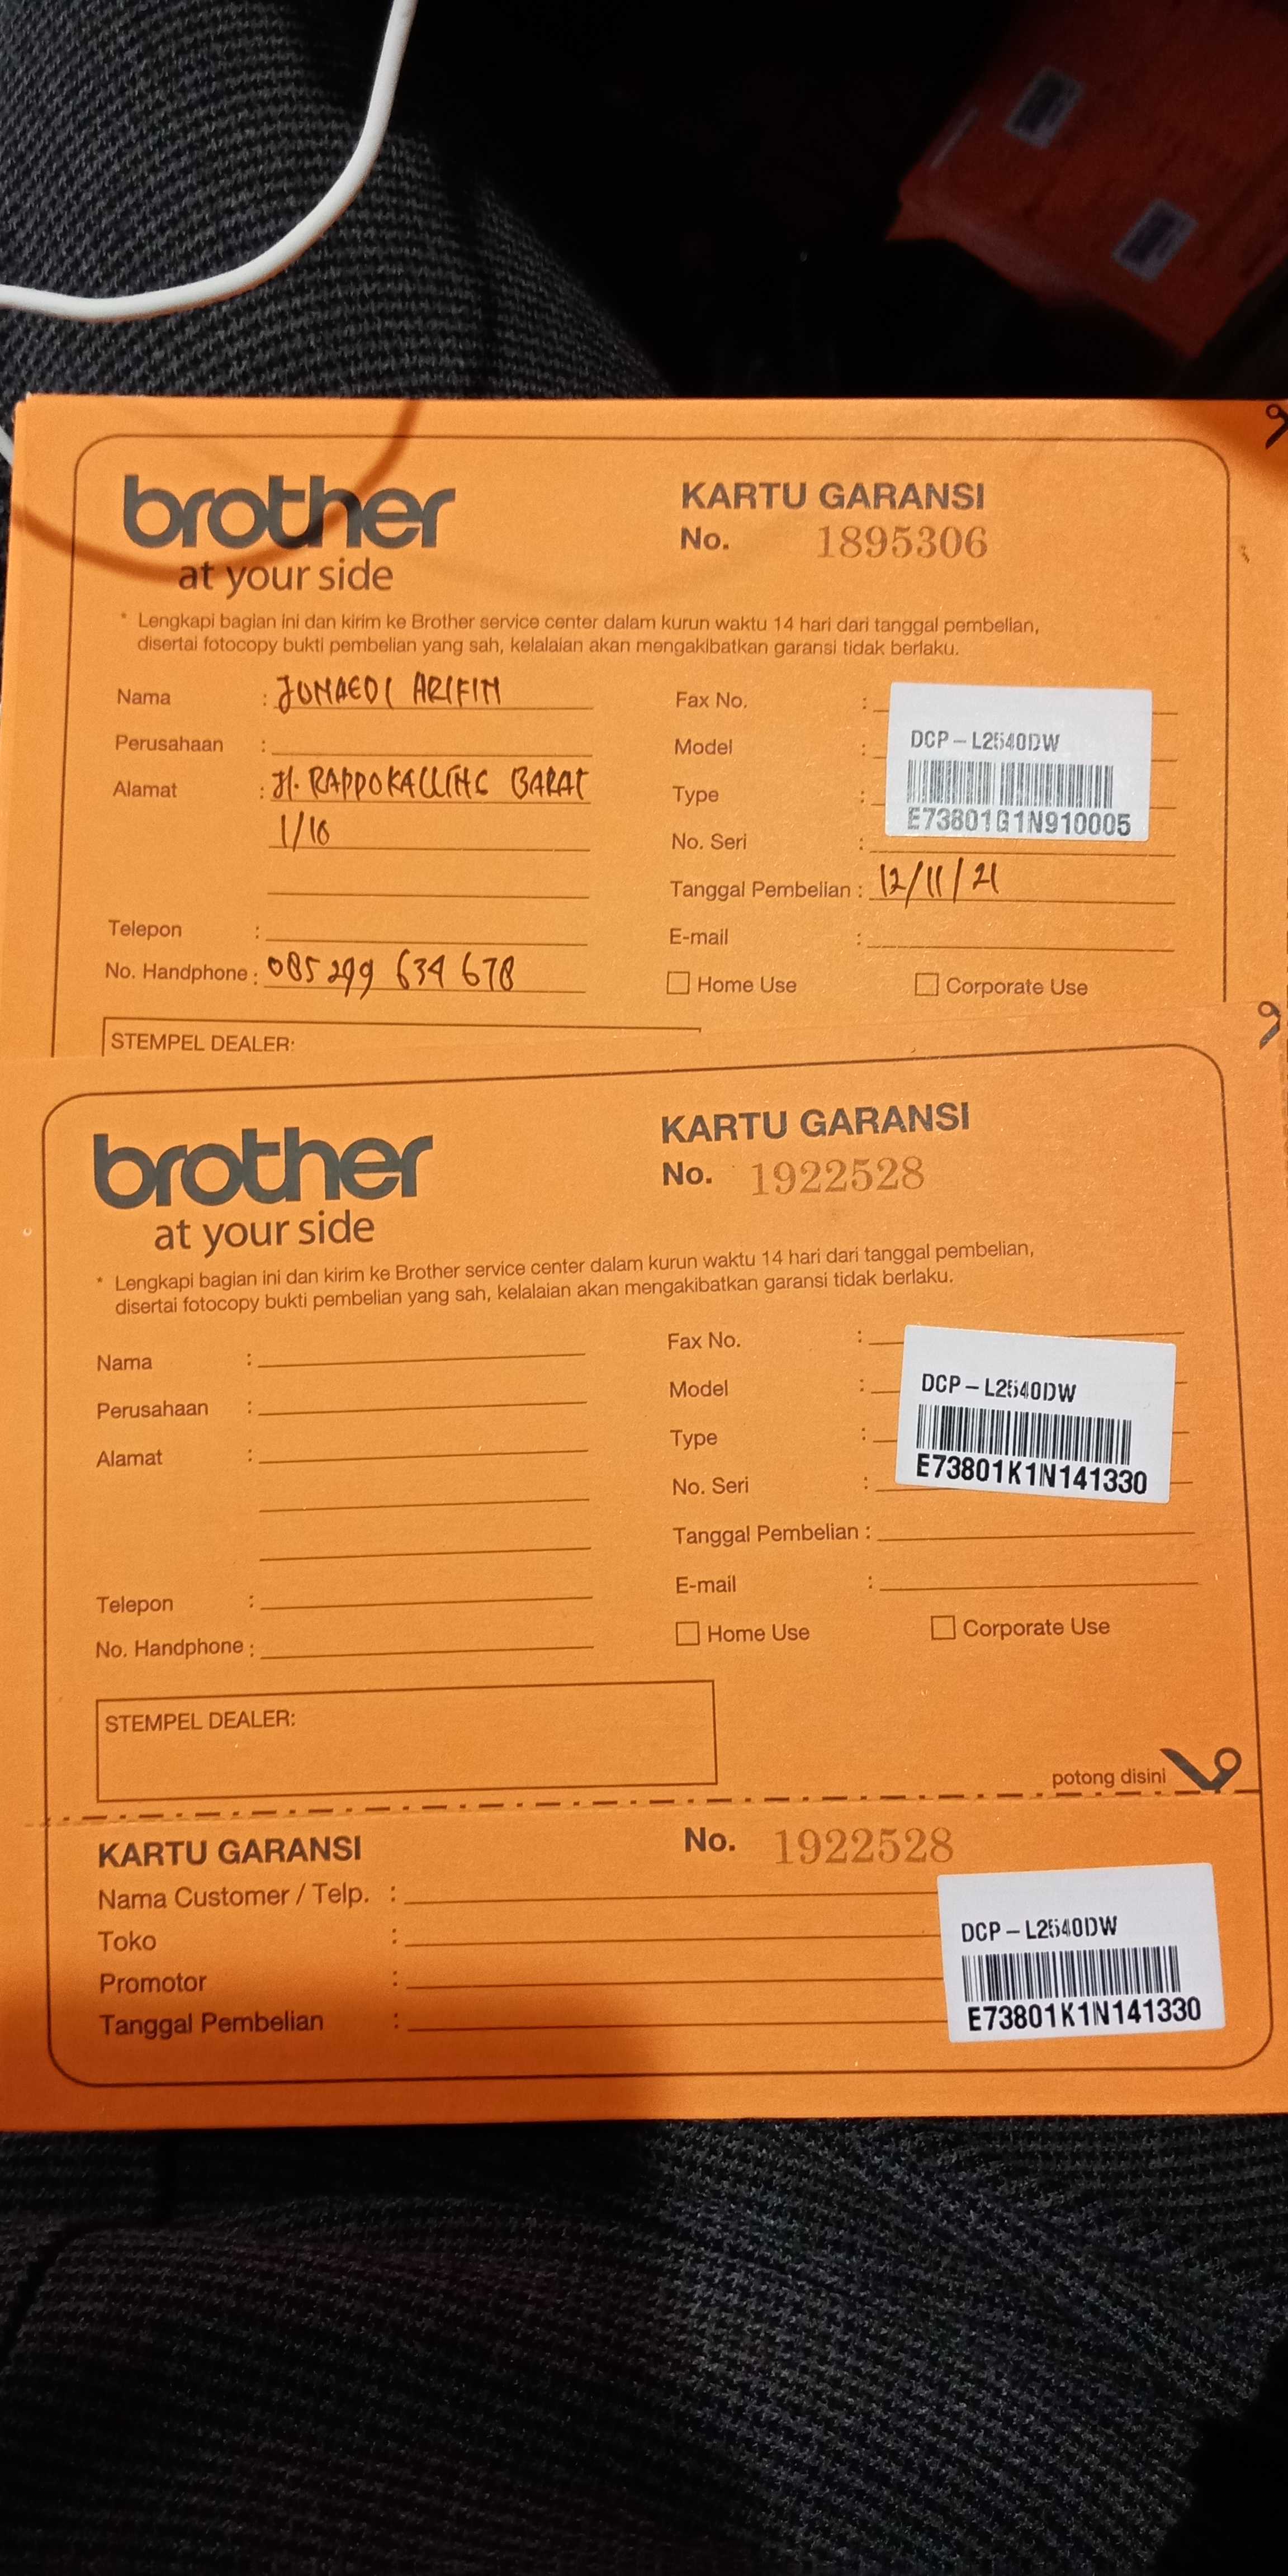 brother
at your side
KARTU GARANSI
No. 1895306
* Lengkapi bagian ini dan kirim ke Brother service center dalam kurun waktu 14 hari dari tanggal pembelian,
disertai fotocopy bukti pembelian yang sah, kelalaian akan mengakibatkan garansi tidak berlaku.
Nama : JUNAEDI ARIFIN
Perusahaan :
Alamat : Jl. RAPPOKALLING BARAT
1/10
Telepon :
No. Handphone : 085 299 634 678
Fax No. :
Model :
Type :
No. Seri :
DCP-L2540DW
E73801G1N910005
Tanggal Pembelian : 12/11/21
E-mail :
Home Use
Corporate Use
STEMPEL DEALER:
brother
at your side
KARTU GARANSI
No. 1922528
* Lengkapi bagian ini dan kirim ke Brother service center dalam kurun waktu 14 hari dari tanggal pembelian,
disertai fotocopy bukti pembelian yang sah, kelalaian akan mengakibatkan garansi tidak berlaku.
Nama :
Perusahaan :
Alamat :
Telepon :
No. Handphone :
Fax No. :
Model :
Type :
No. Seri :
DCP-L2540DW
E73801K1N141330
Tanggal Pembelian :
E-mail :
Home Use
Corporate Use
STEMPEL DEALER:
potong disini
KARTU GARANSI
No. 1922528
Nama Customer / Telp. :
Toko :
Promotor :
Tanggal Pembelian :
DCP-L2540DW
E73801K1N141330